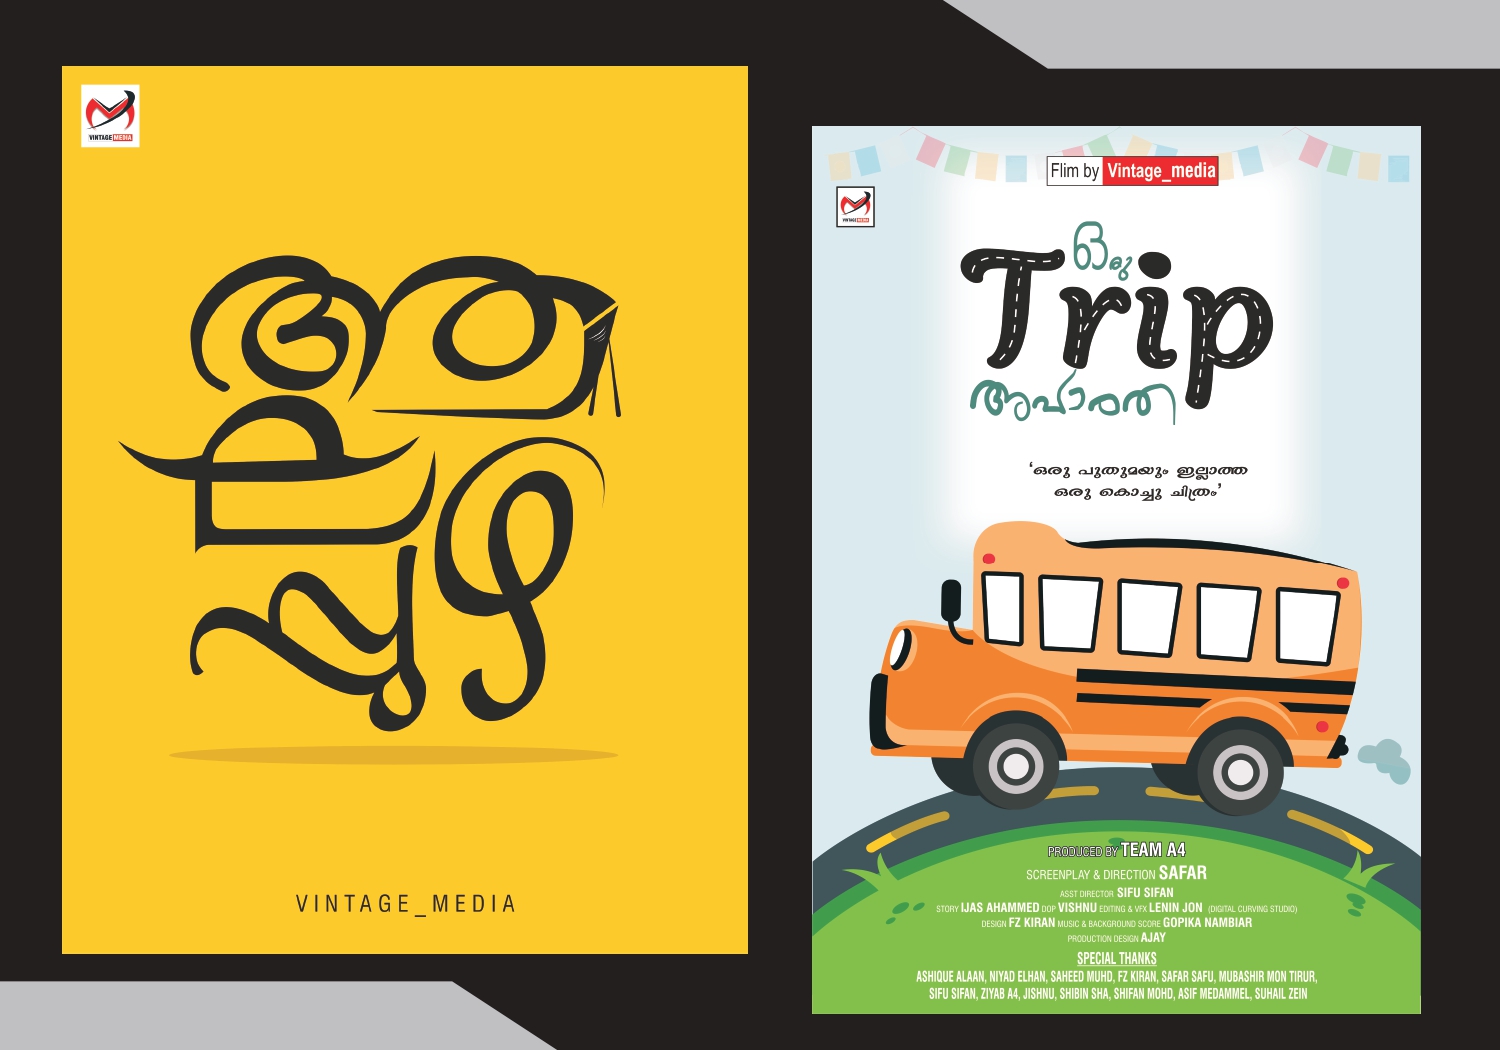 VINTAGE MEDIA
ആലപ്പുഴ
VINTAGE_MEDIA
Flim by Vintage_media
VINTAGE MEDIA
ഒരു
Trip
അപാരത
‘ഒരു പുതുമയും ഇല്ലാത്ത
ഒരു കൊച്ചു ചിത്രം’
PRODUCED BY TEAM A4
SCREENPLAY & DIRECTION SAFAR
ASST DIRECTOR SIFU SIFAN
STORY IJAS AHAMMED DOP VISHNU EDITING & VFX LENIN JON (DIGITAL CURVING STUDIO)
DESIGN FZ KIRAN MUSIC & BACKGROUND SCORE GOPIKA NAMBIAR
PRODUCTION DESIGN AJAY
SPECIAL THANKS
ASHIQUE ALAAN, NIYAD ELHAN, SAHEED MUHD, FZ KIRAN, SAFAR SAFU, MUBASHIR MON TIRUR,
SIFU SIFAN, ZIYAB A4, JISHNU, SHIBIN SHA, SHIFAN MOHD, ASIF MEDAMMEL, SUHAIL ZEIN